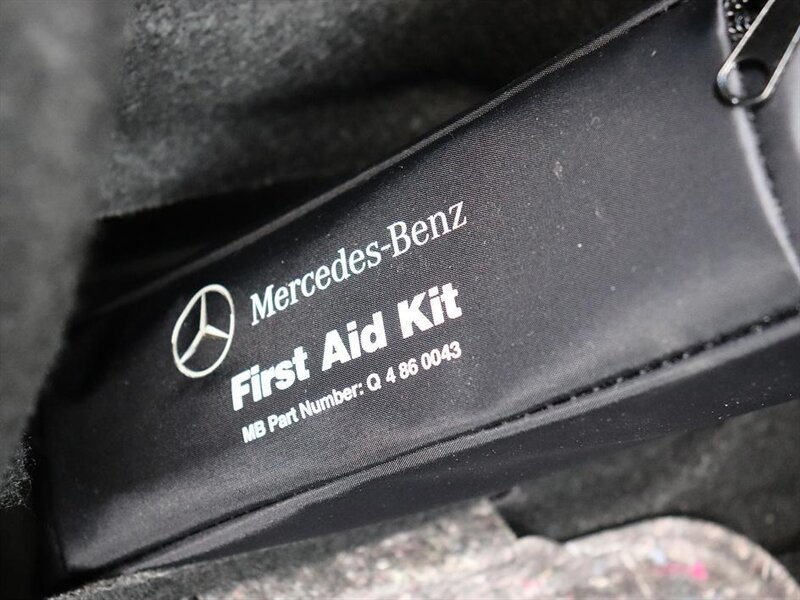 Mercedes-Benz
First Aid Kit
MB Part Number: Q 4 86 0043